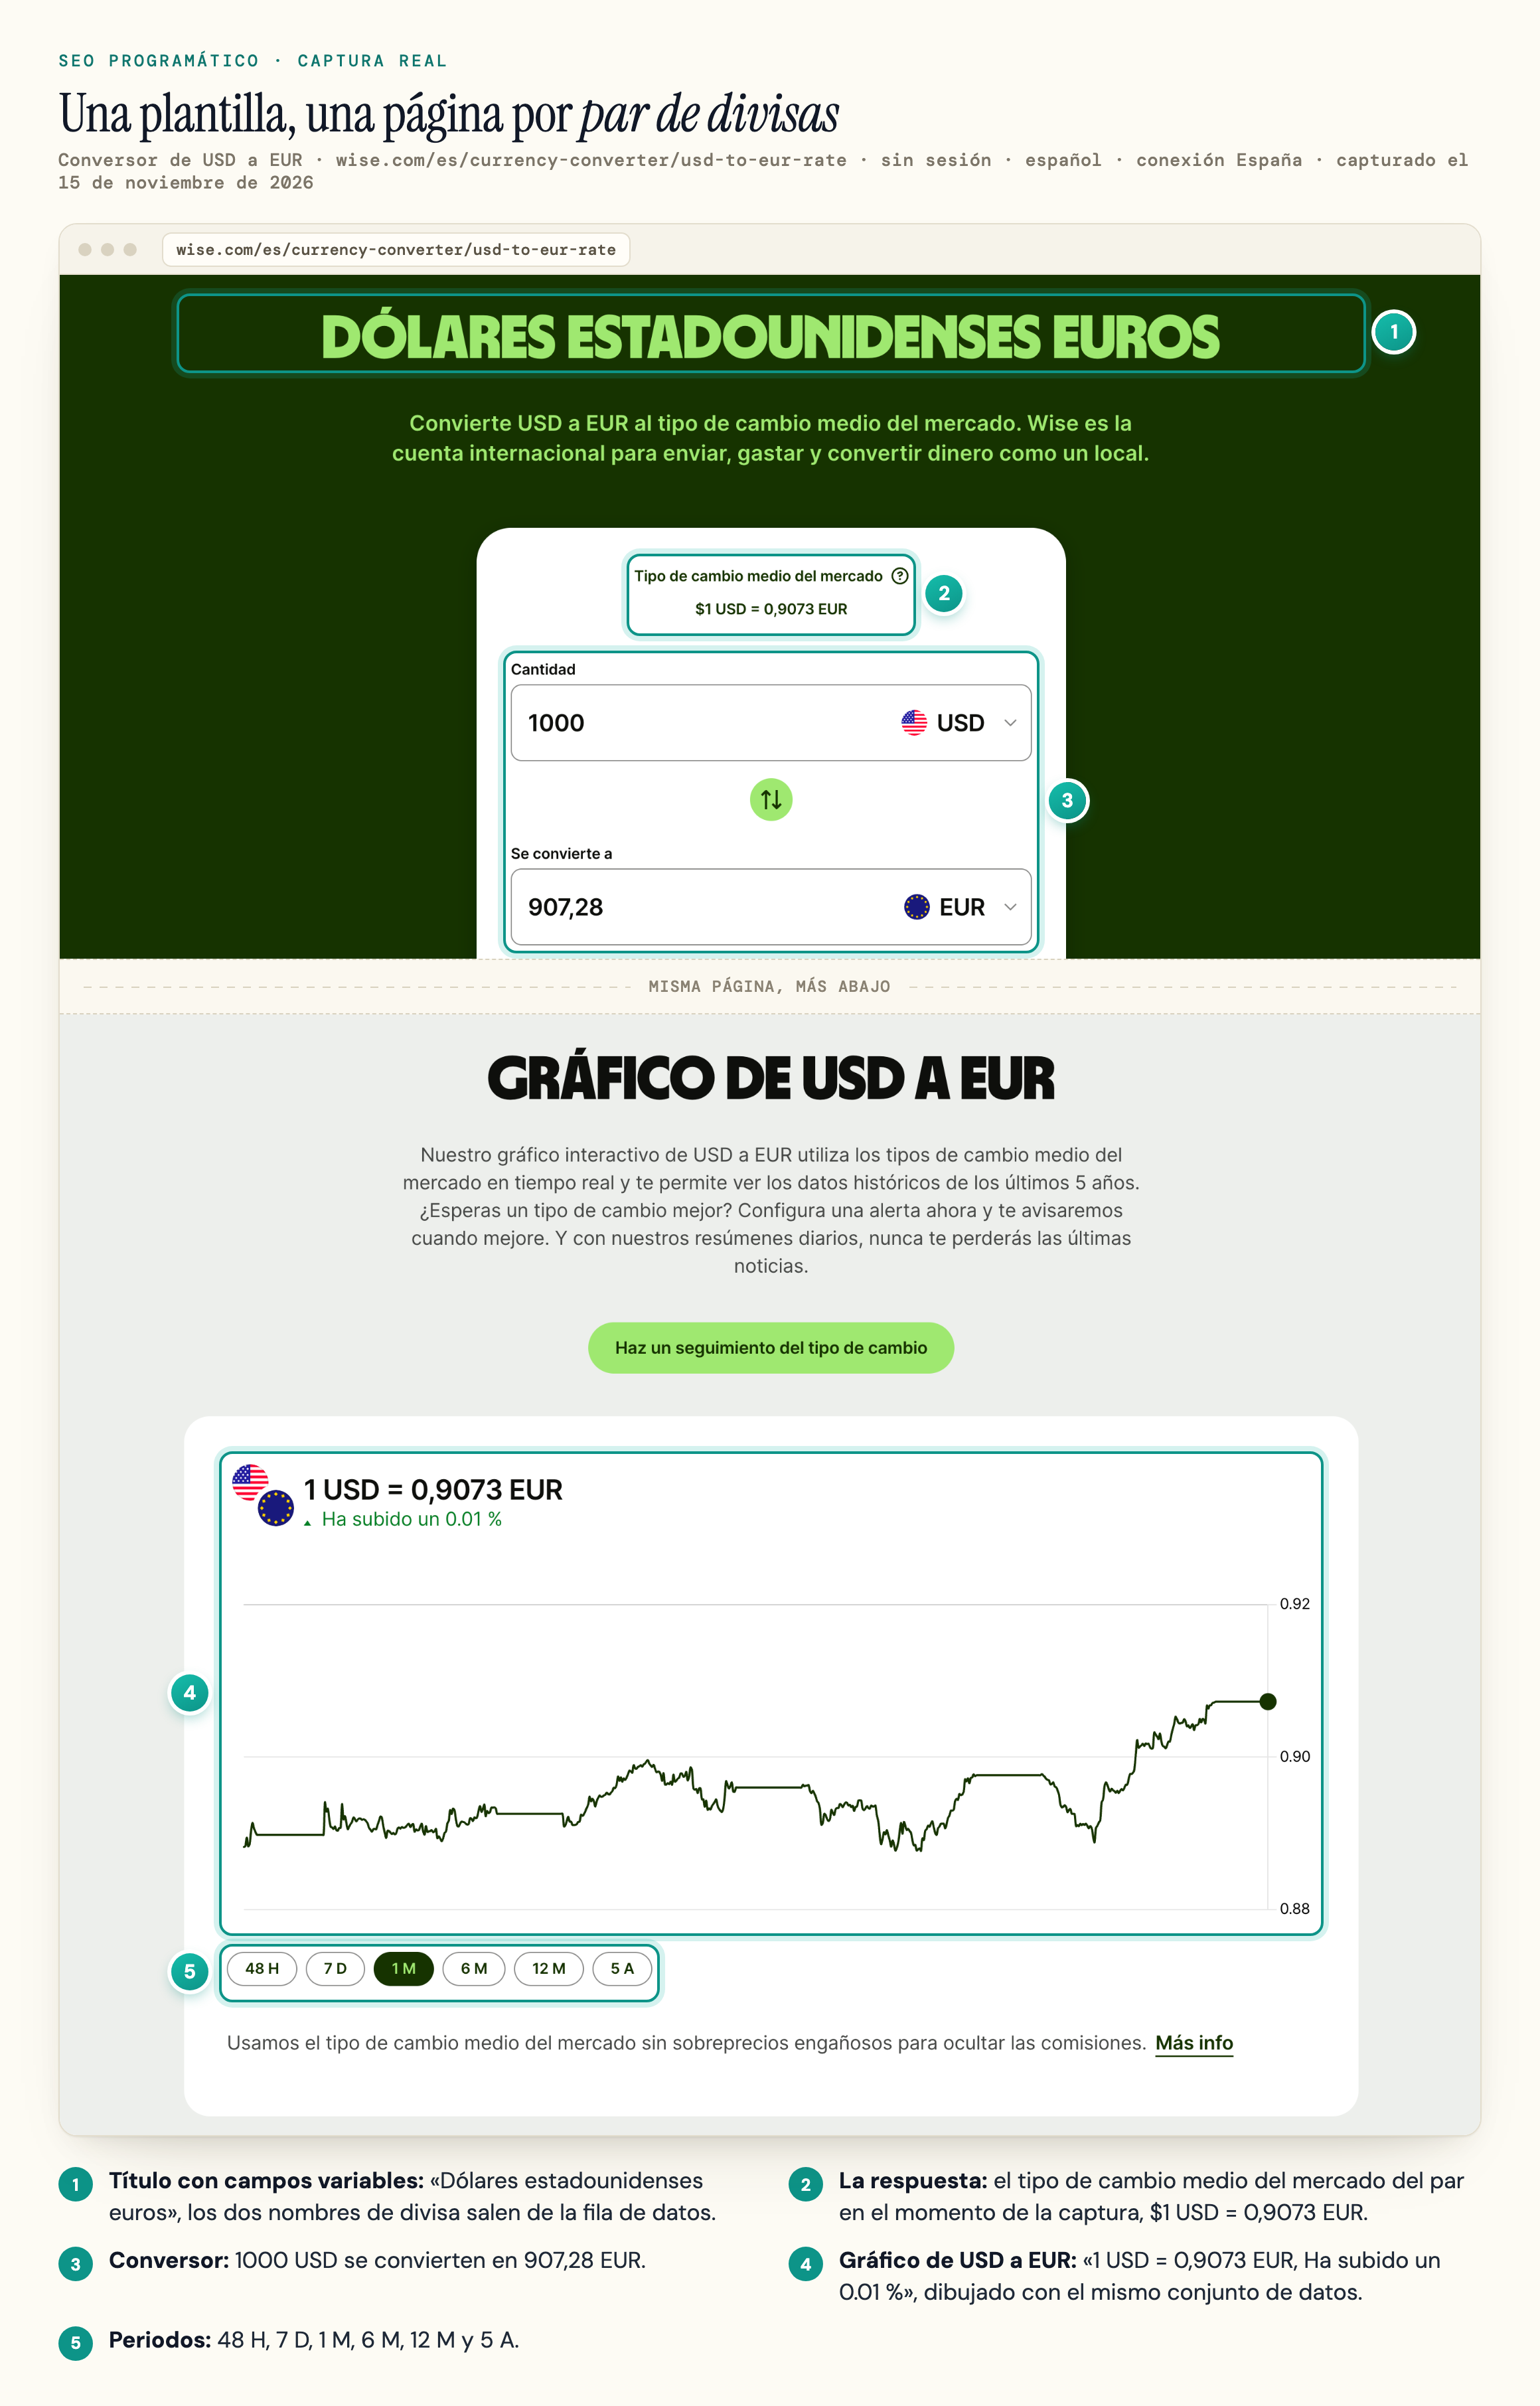 SEO PROGRAMÁTICO · CAPTURA REAL
Una plantilla, una página por par de divisas
Conversor de USD a EUR · wise.com/es/currency-converter/usd-to-eur-rate · sin sesión · español · conexión España · capturado el
15 de noviembre de 2026
wise.com/es/currency-converter/usd-to-eur-rate
DÓLARES ESTADOUNIDENSES EUROS
1
Convierte USD a EUR al tipo de cambio medio del mercado. Wise es la
cuenta internacional para enviar, gastar y convertir dinero como un local.
Tipo de cambio medio del mercado ?
$1 USD = 0,9073 EUR
2
Cantidad
1000 USD
3
Se convierte a
907,28 EUR
MISMA PÁGINA, MÁS ABAJO
GRÁFICO DE USD A EUR
Nuestro gráfico interactivo de USD a EUR utiliza los tipos de cambio medio del
mercado en tiempo real y te permite ver los datos históricos de los últimos 5 años.
¿Esperas un tipo de cambio mejor? Configura una alerta ahora y te avisaremos
cuando mejore. Y con nuestros resúmenes diarios, nunca te perderás las últimas
noticias.
Haz un seguimiento del tipo de cambio
1 USD = 0,9073 EUR
Ha subido un 0.01 %
0.92
4
0.90
0.88
5
48 H 7 D 1 M 6 M 12 M 5 A
Usamos el tipo de cambio medio del mercado sin sobreprecios engañosos para ocultar las comisiones. Más info
1 Título con campos variables: «Dólares estadounidenses
euros», los dos nombres de divisa salen de la fila de datos.
2 La respuesta: el tipo de cambio medio del mercado del par
en el momento de la captura, $1 USD = 0,9073 EUR.
3 Conversor: 1000 USD se convierten en 907,28 EUR.
4 Gráfico de USD a EUR: «1 USD = 0,9073 EUR, Ha subido un
0.01 %», dibujado con el mismo conjunto de datos.
5 Periodos: 48 H, 7 D, 1 M, 6 M, 12 M y 5 A.